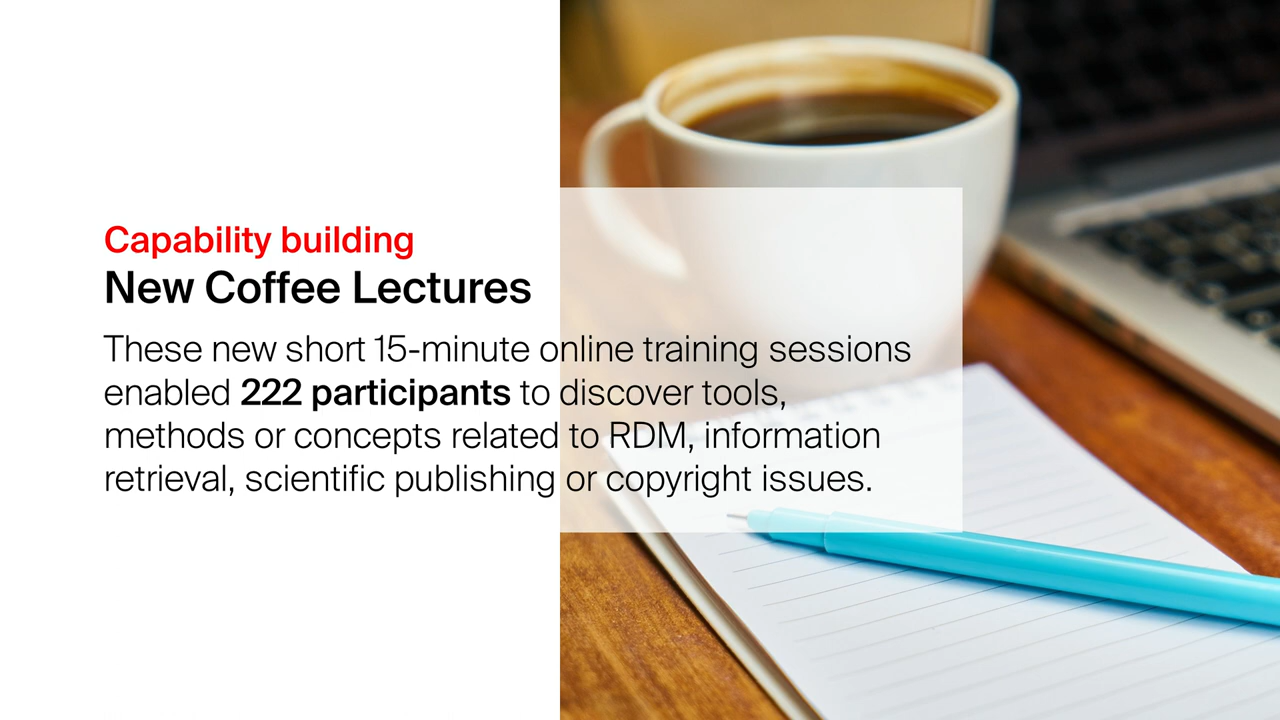 Capability building
New Coffee Lectures
These new short 15-minute online training sessions
enabled 222 participants to discover tools,
methods or concepts related to RDM, information
retrieval, scientific publishing or copyright issues.